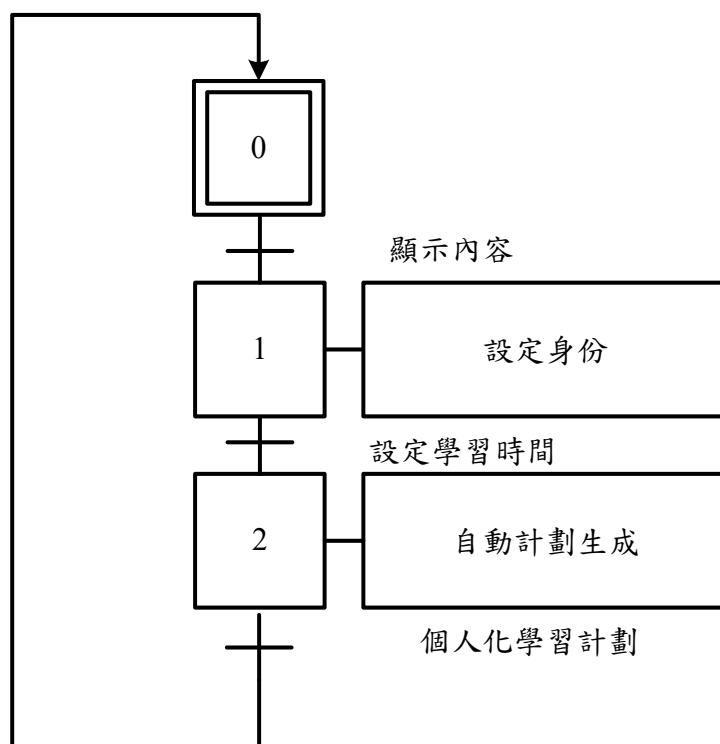 0
顯示內容
1
設定身份
設定學習時間
2
自動計劃生成
個人化學習計劃